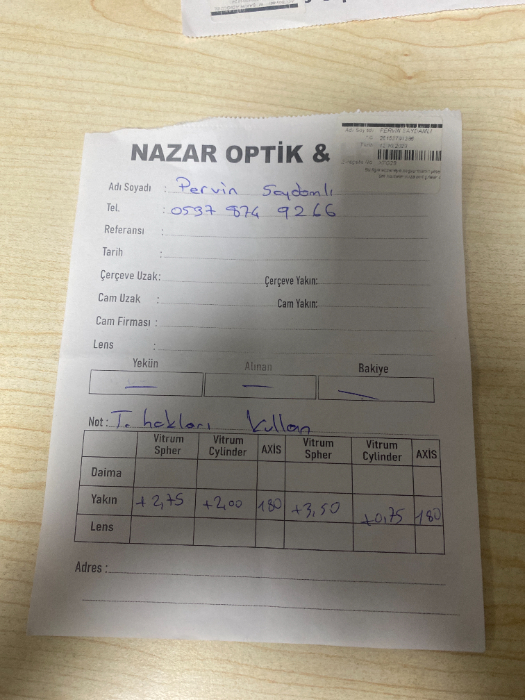 NAZAR OPTİK &
Adı Soyadı : Pervin Saydamlı
Tel. : 0537 874 9266
Referansı :
Tarih :
Çerçeve Uzak: Çerçeve Yakın:
Cam Uzak : Cam Yakın:
Cam Firması :
Lens :
Yekün Alınan Bakiye
— — —
Not: T. hakları kullan
Vitrum Spher Vitrum Cylinder AXİS Vitrum Spher Vitrum Cylinder AXİS
Daima
Yakın +2,75 +2,00 180 +3,50 +0,75 180
Lens
Adres :